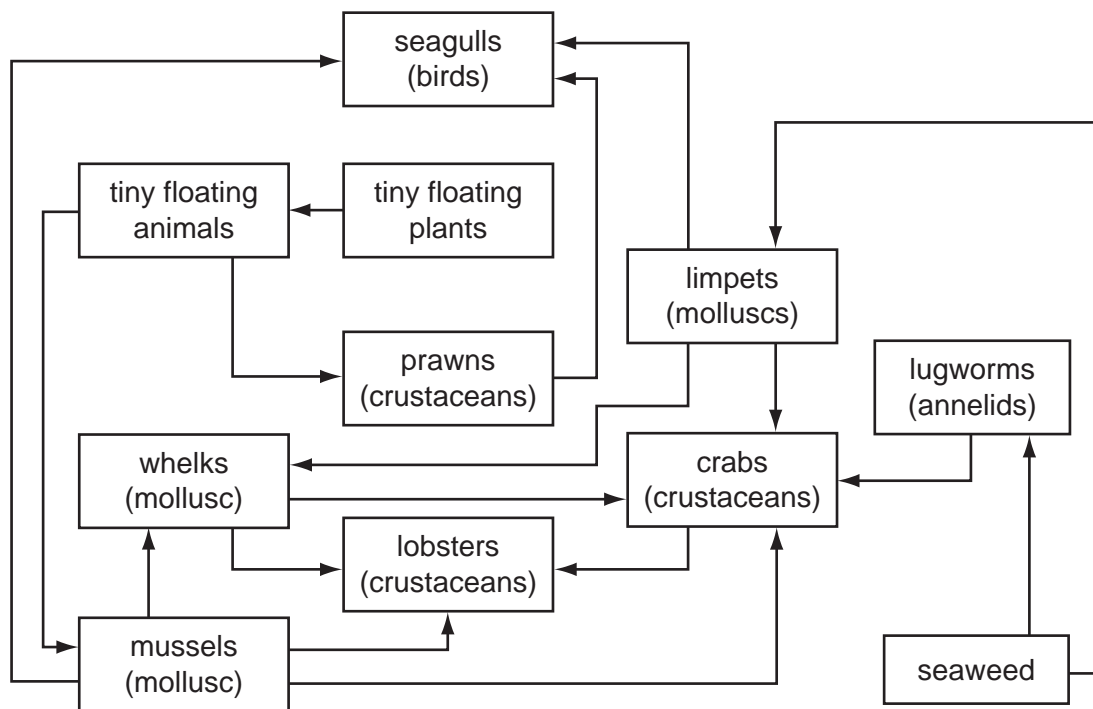 seagulls
(birds)
tiny floating
animals
tiny floating
plants
limpets
(molluscs)
prawns
(crustaceans)
lugworms
(annelids)
whelks
(mollusc)
crabs
(crustaceans)
lobsters
(crustaceans)
mussels
(mollusc)
seaweed